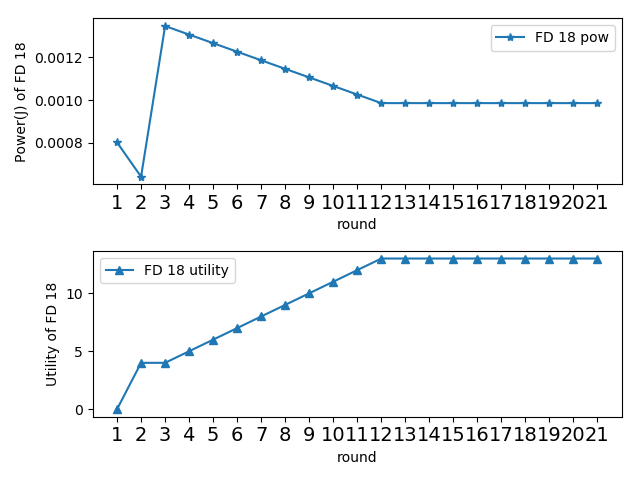 FD 18 pow
Power(J) of FD 18
0.0012
0.0010
0.0008
1 2 3 4 5 6 7 8 9 10 11 12 13 14 15 16 17 18 19 20 21
round
FD 18 utility
Utility of FD 18
10
5
0
1 2 3 4 5 6 7 8 9 10 11 12 13 14 15 16 17 18 19 20 21
round